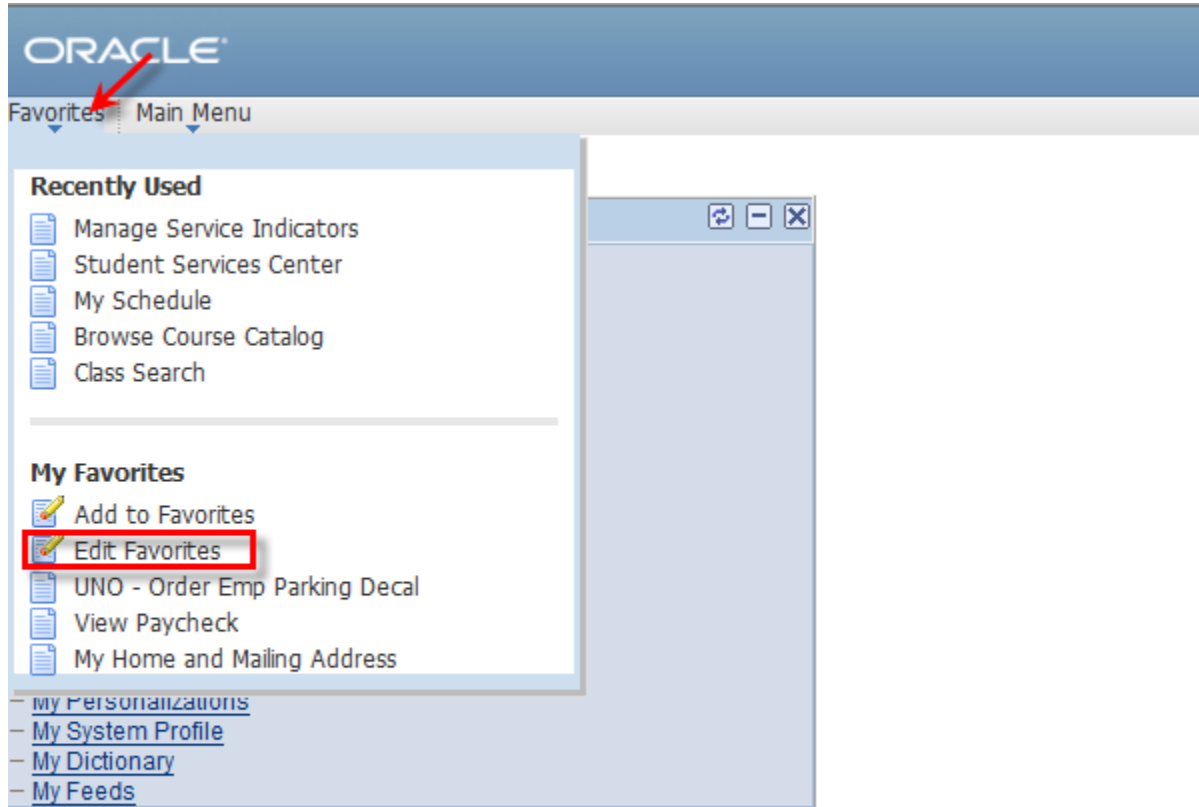 ORACLE
Favorites Main Menu
Recently Used
Manage Service Indicators
Student Services Center
My Schedule
Browse Course Catalog
Class Search
My Favorites
Add to Favorites
Edit Favorites
UNO - Order Emp Parking Decal
View Paycheck
My Home and Mailing Address
– My Personalizations
– My System Profile
– My Dictionary
– My Feeds